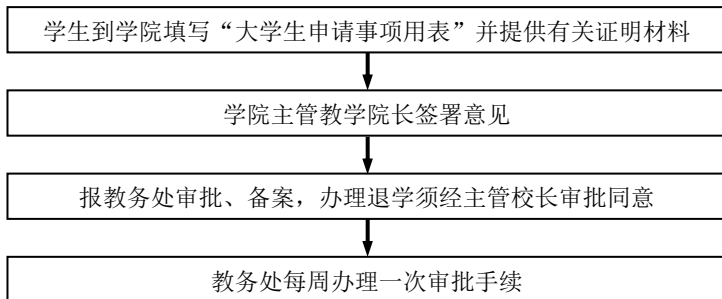 学生到学院填写“大学生申请事项用表”并提供有关证明材料
学院主管教学院长签署意见
报教务处审批、备案，办理退学须经主管校长审批同意
教务处每周办理一次审批手续